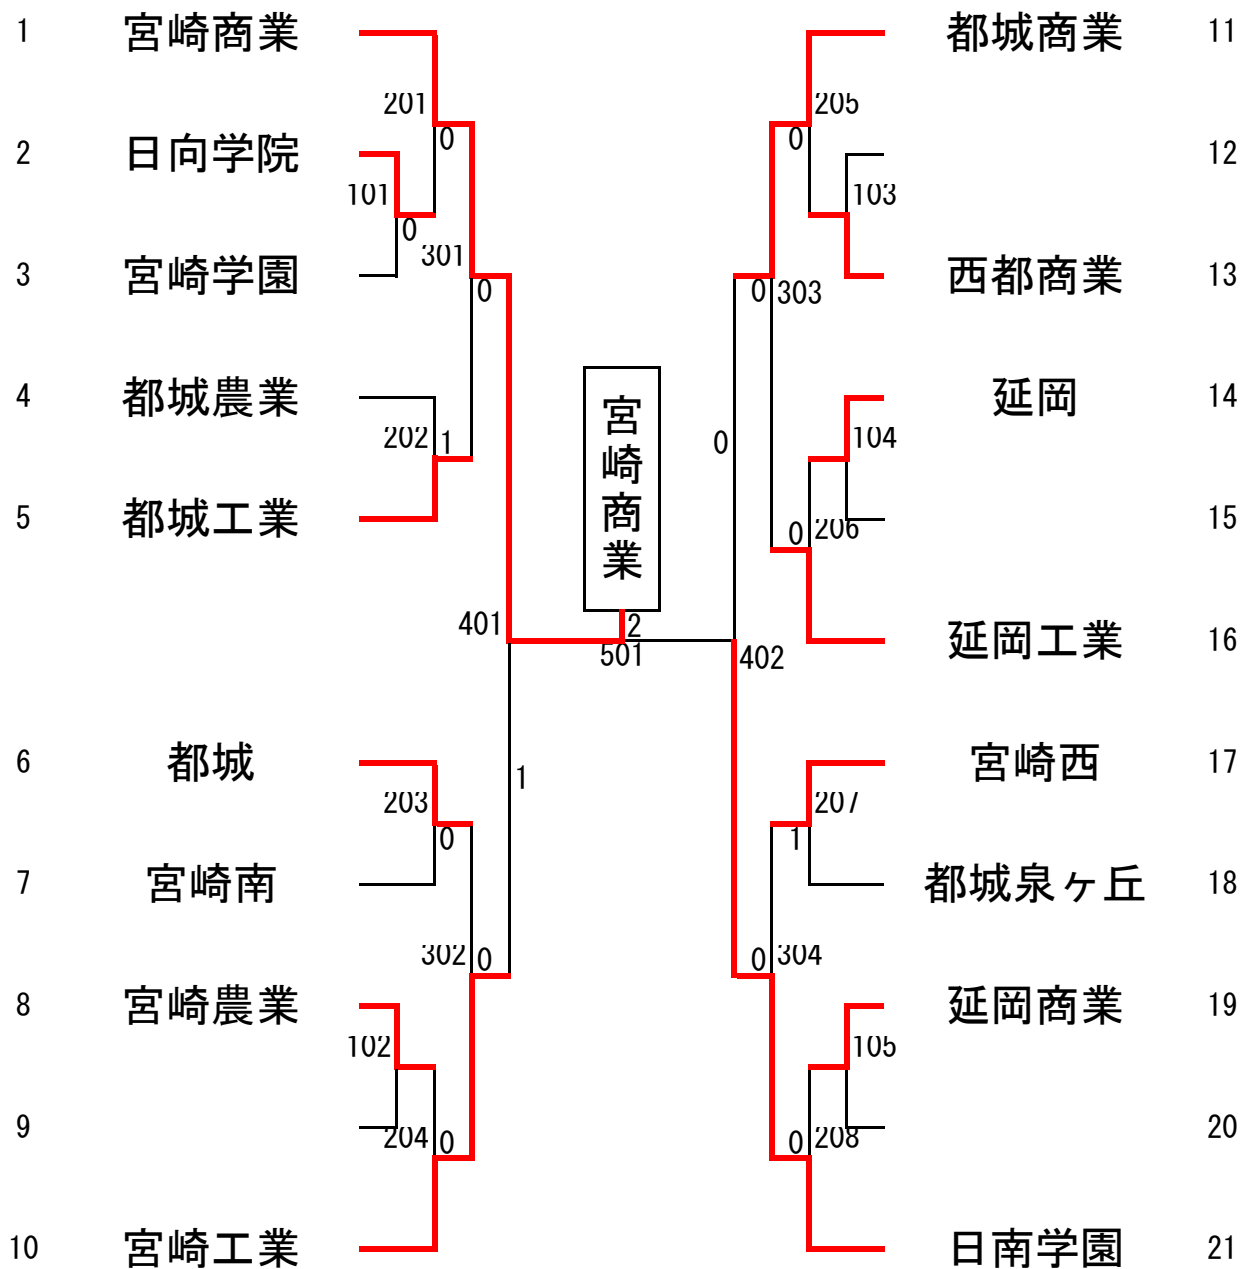 1 宮崎商業
201
0
2 日向学院
101
0
3 宮崎学園
301
0
4 都城農業
202
1
5 都城工業
401
6 都城
203
0
7 宮崎南
1
302
0
8 宮崎農業
102
9
204
0
10 宮崎工業
宮崎商業
2
501
都城商業 11
205
0
12
103
西都商業 13
0
303
延岡 14
104
0
15
206
0
延岡工業 16
402
宮崎西 17
207
1
都城泉ヶ丘 18
0
304
延岡商業 19
105
20
208
0
日南学園 21